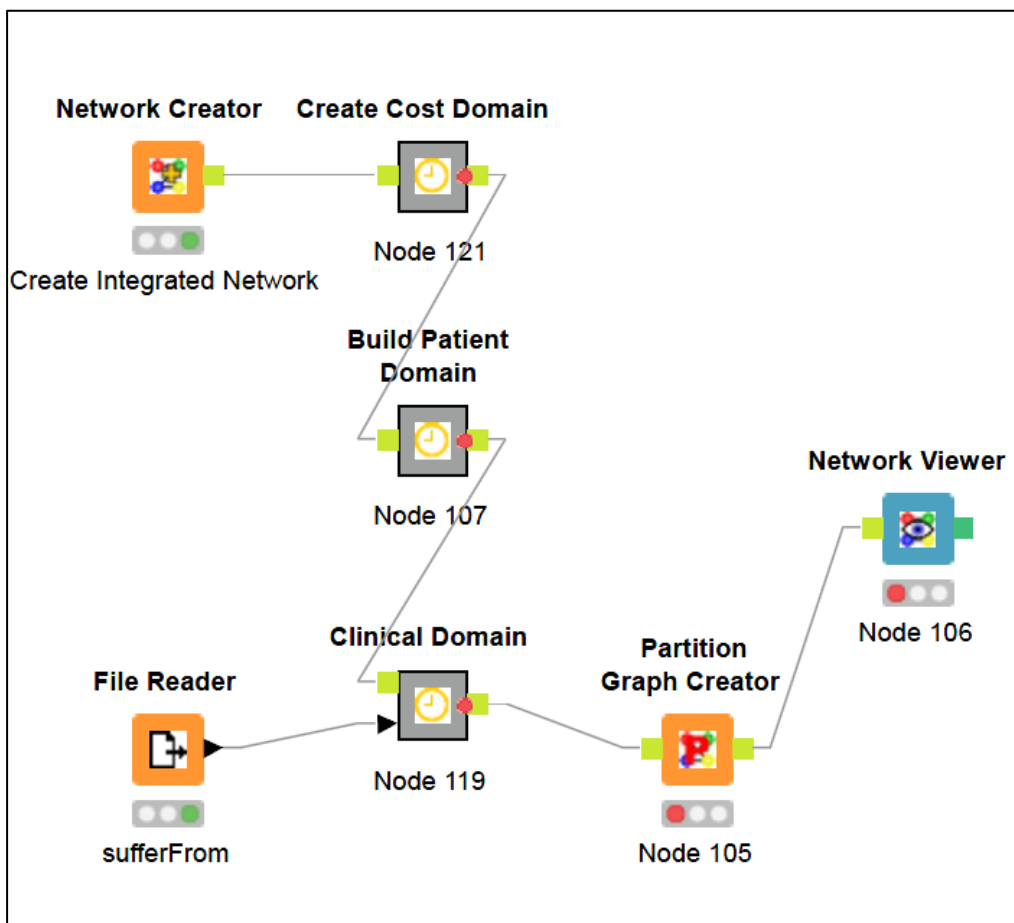 Network Creator
Create Integrated Network
Create Cost Domain
Node 121
Build Patient
Domain
Node 107
Network Viewer
Node 106
Clinical Domain
Node 119
Partition
Graph Creator
Node 105
File Reader
sufferFrom